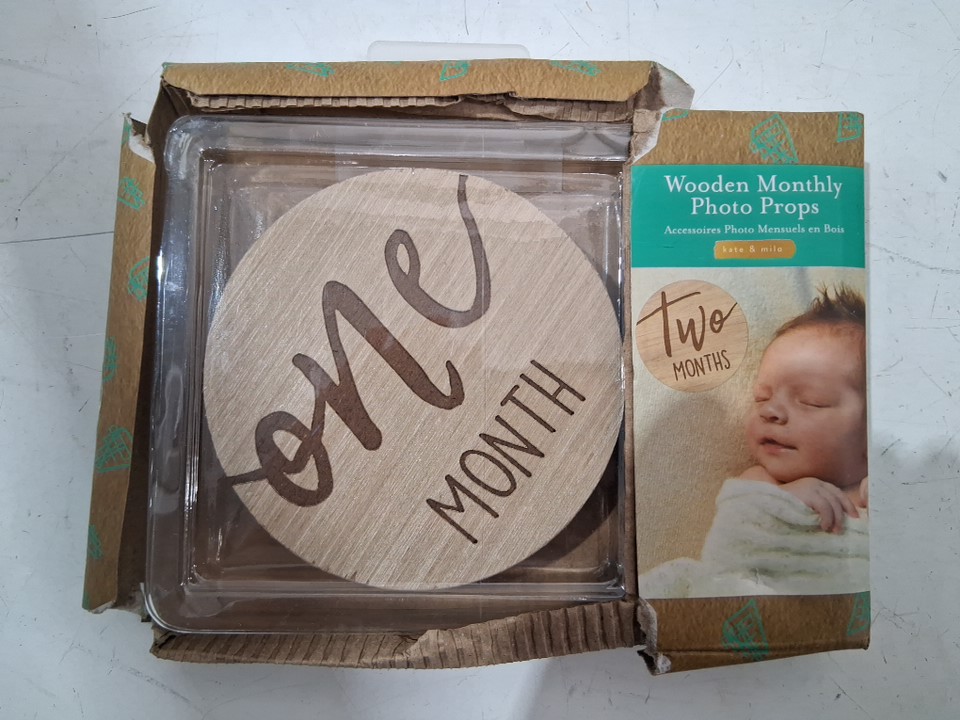 one
MONTH
Wooden Monthly
Photo Props
Accessoires Photo Mensuels en Bois
kate & milo
two
MONTHS